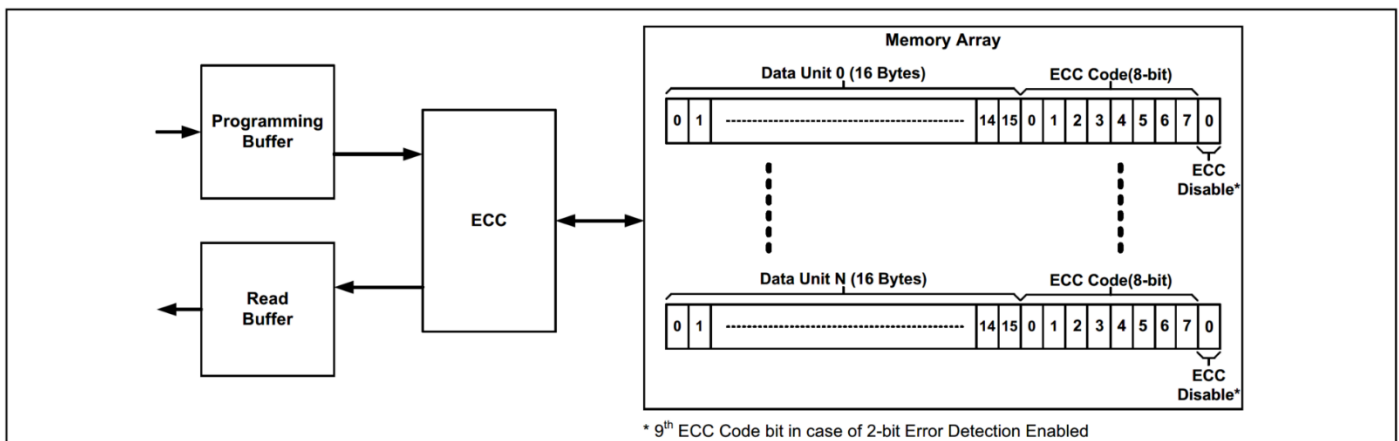 Memory Array
Data Unit 0 (16 Bytes) ECC Code(8-bit)
0 1 14 15 0 1 2 3 4 5 6 7 0
ECC
Disable*
Programming
Buffer
ECC
Read
Buffer
Data Unit N (16 Bytes) ECC Code(8-bit)
0 1 14 15 0 1 2 3 4 5 6 7 0
ECC
Disable*
* 9th ECC Code bit in case of 2-bit Error Detection Enabled